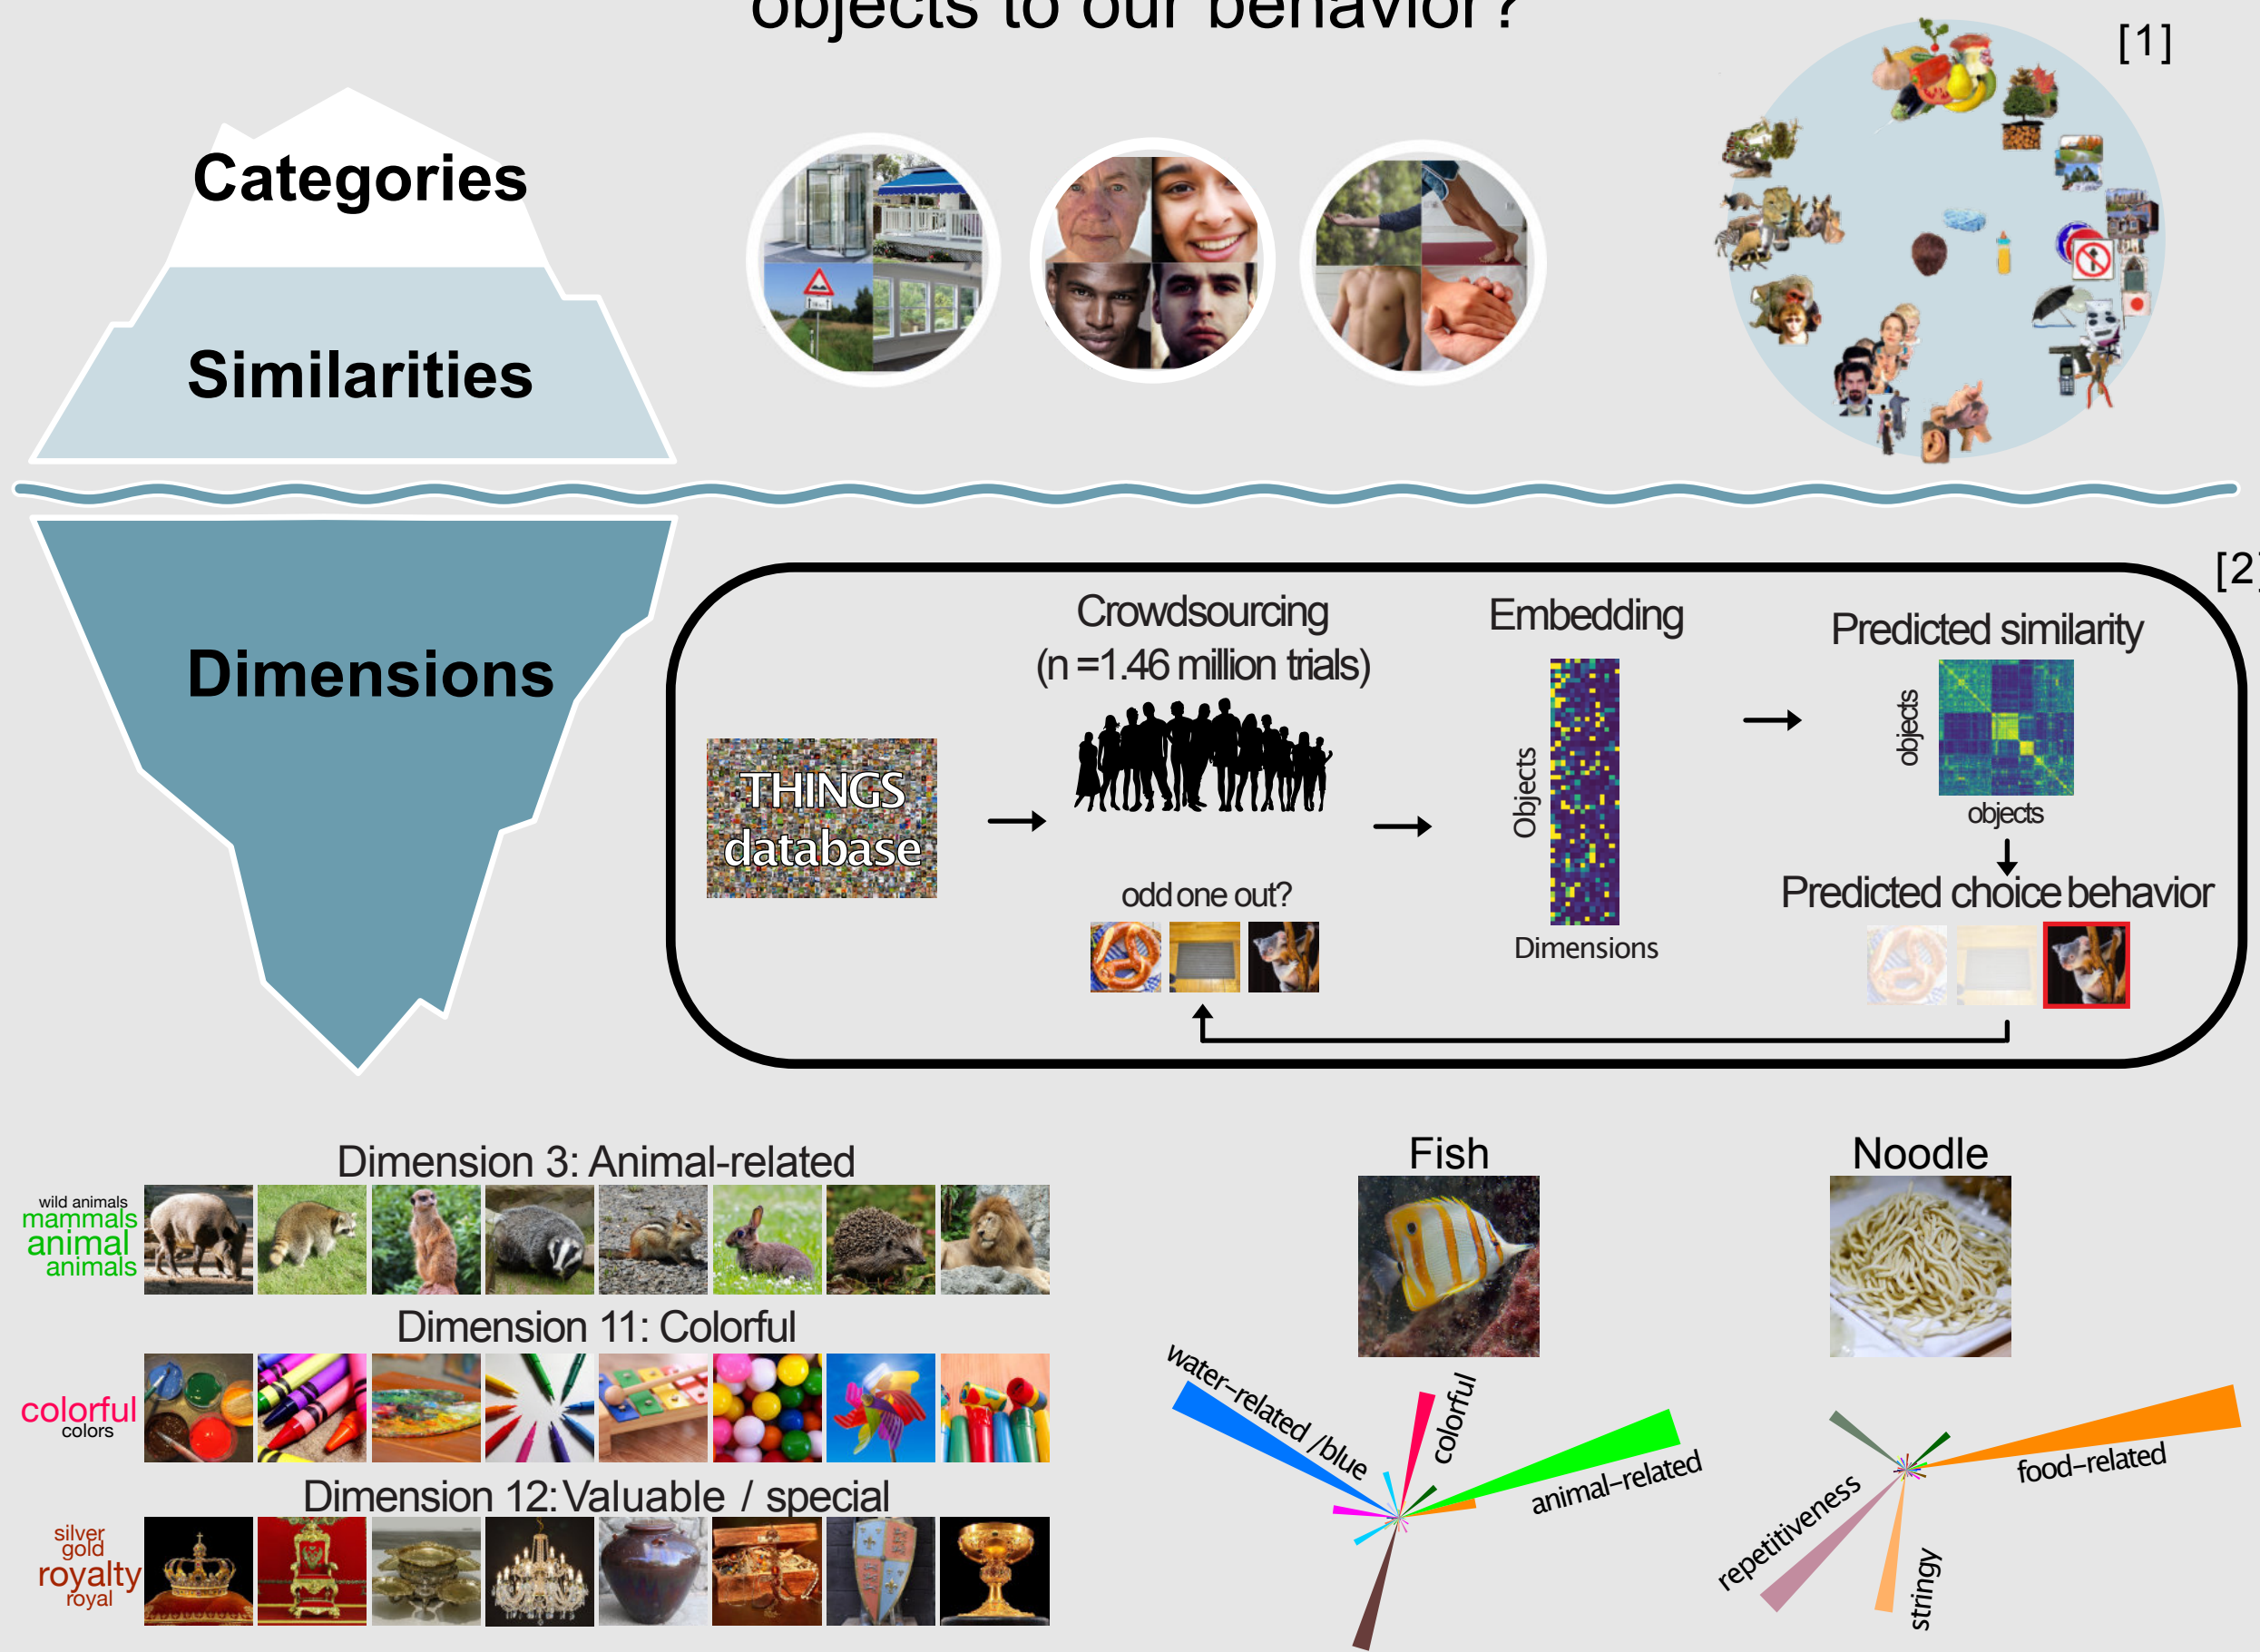 objects to our behavior?
[1]
Categories
Similarities
Dimensions
[2]
Crowdsourcing
(n =1.46 million trials)
Embedding
Predicted similarity
THINGS
database
Objects
objects
objects
odd one out?
Dimensions
Predicted choice behavior
Dimension 3: Animal-related
wild animals
mammals
animal
animals
Dimension 11: Colorful
colorful
colors
Dimension 12: Valuable / special
silver
gold
royalty
royal
Fish
water-related /blue
colorful
animal-related
Noodle
food-related
repetitiveness
stringy